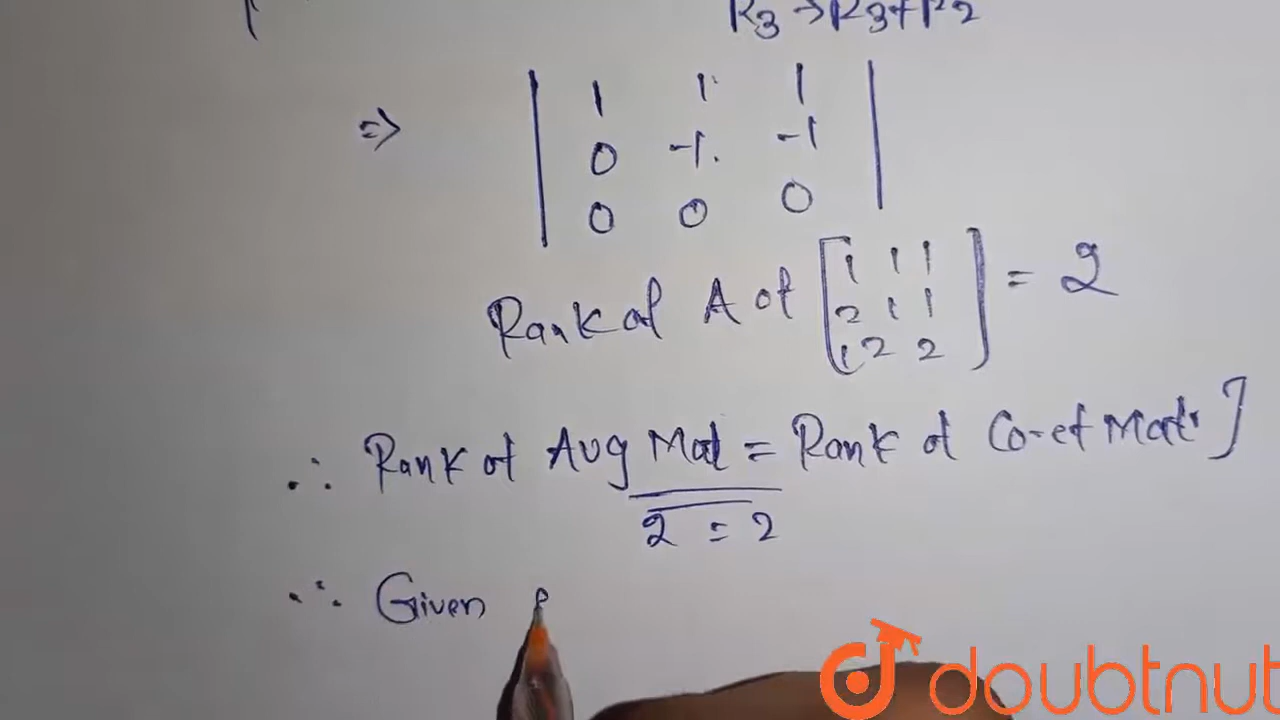 R3 → R3 + R2
⇒ | 1 1 1 |
| 0 -1 -1 |
| 0 0 0 |
Rank of A of [1 1 1
2 1 1
1 2 2] = 2
∴ Rank of Aug Mat = Rank of Co-ef Mat ]
2 = 2
∴ Given
doubtnut